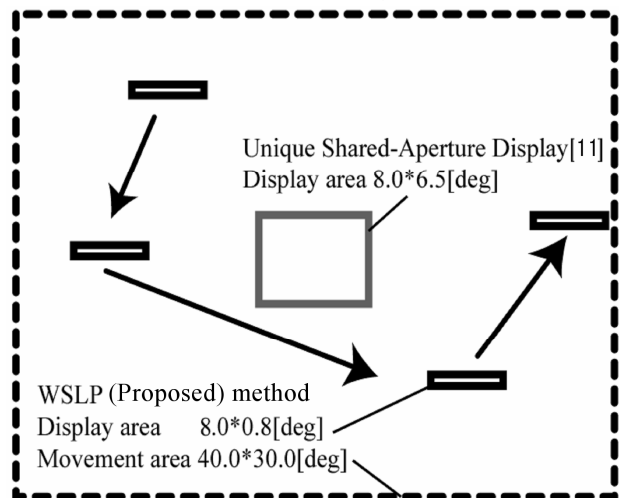 Unique Shared-Aperture Display[11]
Display area 8.0*6.5[deg]
WSLP (Proposed) method
Display area 8.0*0.8[deg]
Movement area 40.0*30.0[deg]